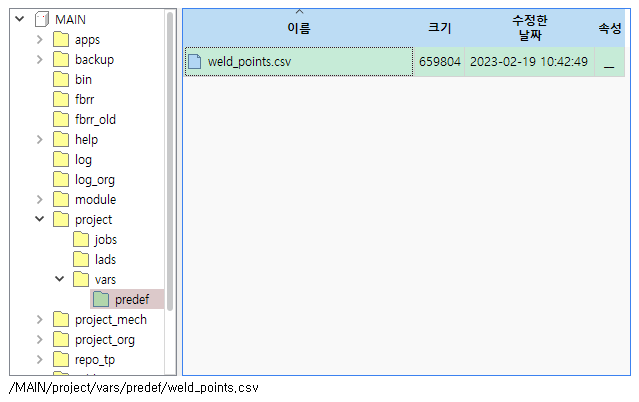 MAIN
apps
backup
bin
fbrr
fbrr_old
help
log
log_org
module
project
jobs
lads
vars
predef
project_mech
project_org
repo_tp
이름 크기 수정한 날짜 속성
weld_points.csv 659804 2023-02-19 10:42:49 __
/MAIN/project/vars/predef/weld_points.csv